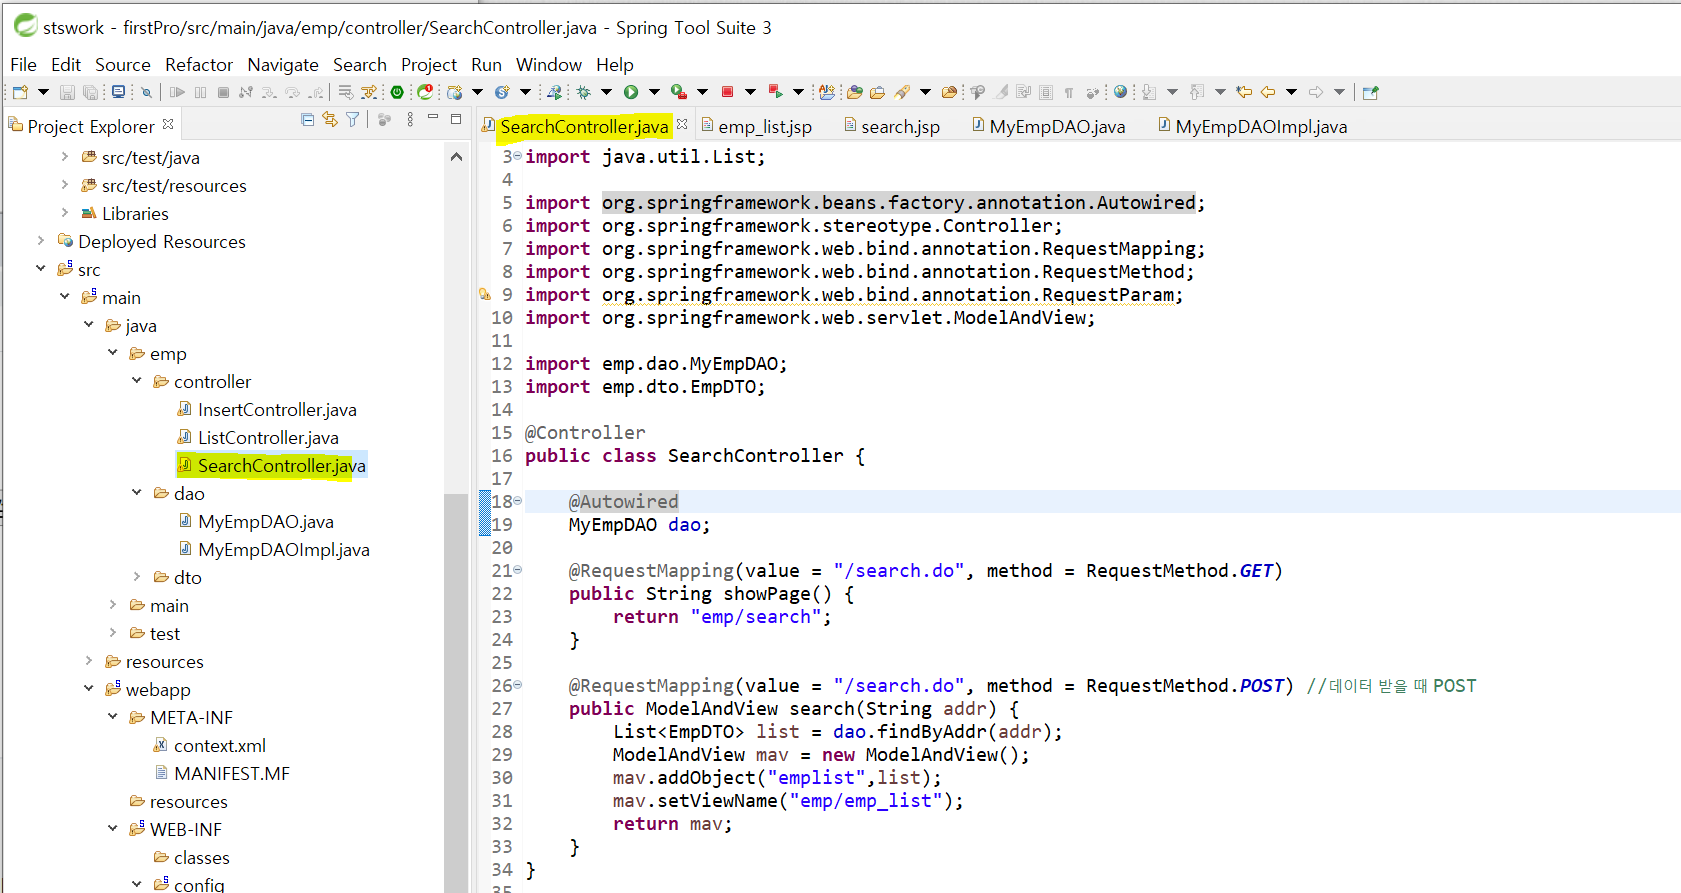 stswork - firstPro/src/main/java/emp/controller/SearchController.java - Spring Tool Suite 3
File Edit Source Refactor Navigate Search Project Run Window Help
Project Explorer
src/test/java
src/test/resources
Libraries
Deployed Resources
src
main
java
emp
controller
InsertController.java
ListController.java
SearchController.java
dao
MyEmpDAO.java
MyEmpDAOImpl.java
dto
main
test
resources
webapp
META-INF
context.xml
MANIFEST.MF
resources
WEB-INF
classes
config
SearchController.java emp_list.jsp search.jsp MyEmpDAO.java MyEmpDAOImpl.java
3 import java.util.List;
4
5 import org.springframework.beans.factory.annotation.Autowired;
6 import org.springframework.stereotype.Controller;
7 import org.springframework.web.bind.annotation.RequestMapping;
8 import org.springframework.web.bind.annotation.RequestMethod;
9 import org.springframework.web.bind.annotation.RequestParam;
10 import org.springframework.web.servlet.ModelAndView;
11
12 import emp.dao.MyEmpDAO;
13 import emp.dto.EmpDTO;
14
15 @Controller
16 public class SearchController {
17
18 @Autowired
19 MyEmpDAO dao;
20
21 @RequestMapping(value = "/search.do", method = RequestMethod.GET)
22 public String showPage() {
23 return "emp/search";
24 }
25
26 @RequestMapping(value = "/search.do", method = RequestMethod.POST) //데이터 받을 때 POST
27 public ModelAndView search(String addr) {
28 List<EmpDTO> list = dao.findByAddr(addr);
29 ModelAndView mav = new ModelAndView();
30 mav.addObject("emplist",list);
31 mav.setViewName("emp/emp_list");
32 return mav;
33 }
34 }
35